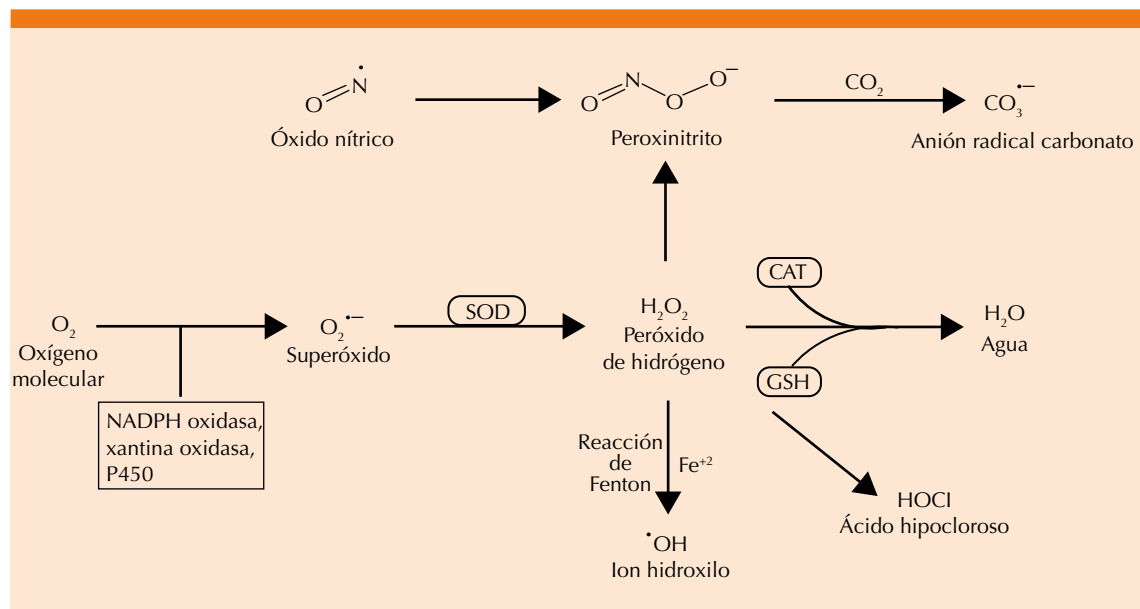 O N•
Óxido nítrico
O N O O−
Peroxinitrito
CO2
CO3•−
Anión radical carbonato
O2
Oxígeno
molecular
NADPH oxidasa,
xantina oxidasa,
P450
O2•−
Superóxido
SOD
H2O2
Peróxido
de hidrógeno
CAT
GSH
H2O
Agua
Reacción
de
Fenton
Fe+2
•OH
Ion hidroxilo
HOCl
Ácido hipocloroso